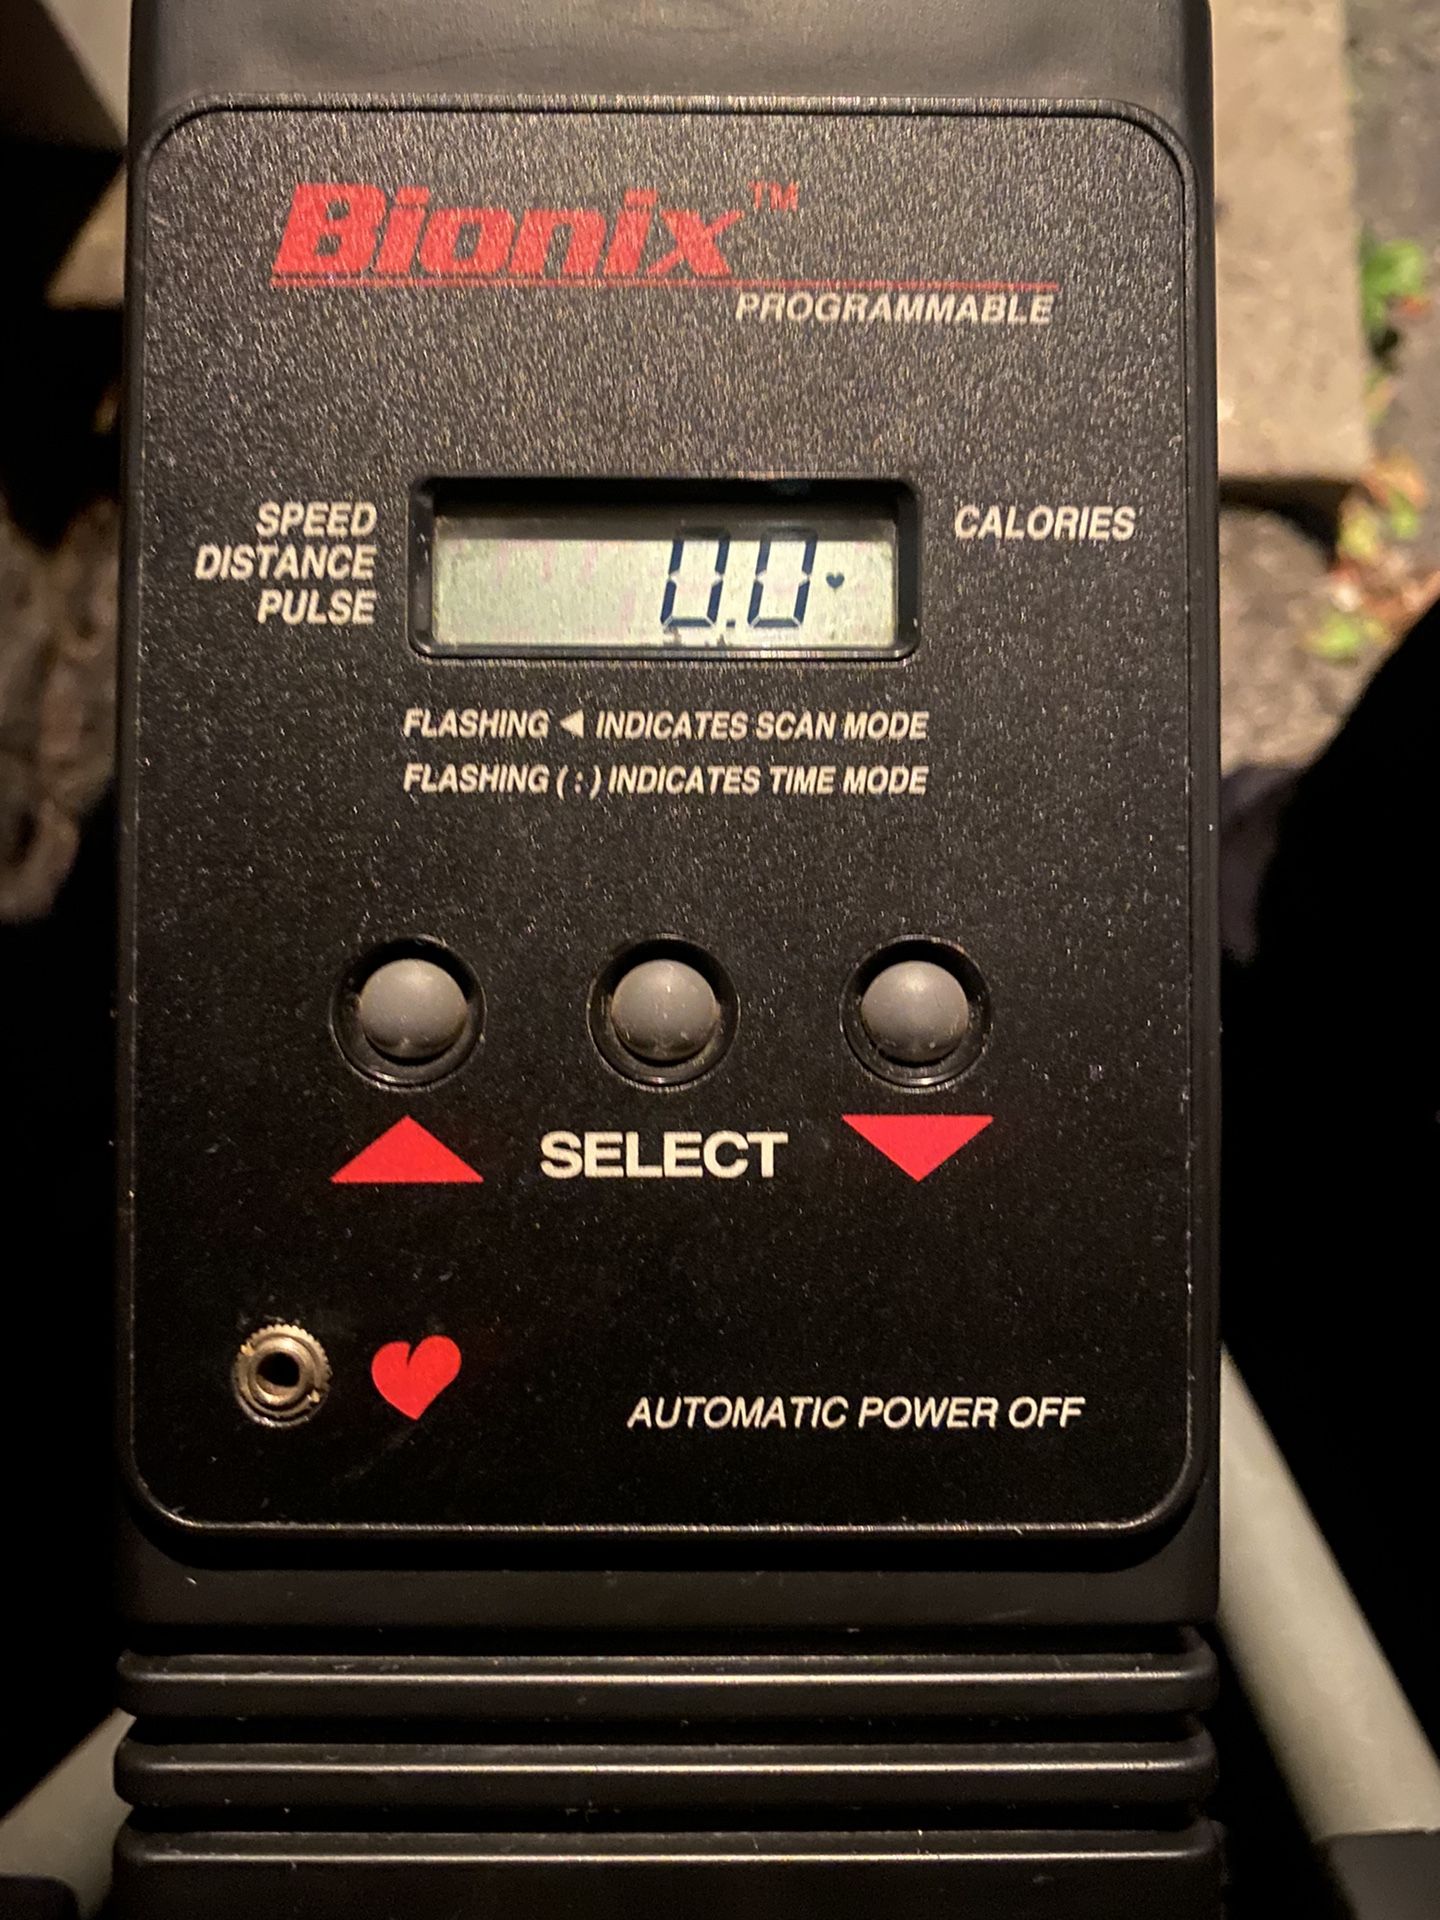 Bionix™
PROGRAMMABLE
SPEED
DISTANCE
PULSE
0.0
CALORIES
FLASHING ◀ INDICATES SCAN MODE
FLASHING ( : ) INDICATES TIME MODE
SELECT
AUTOMATIC POWER OFF